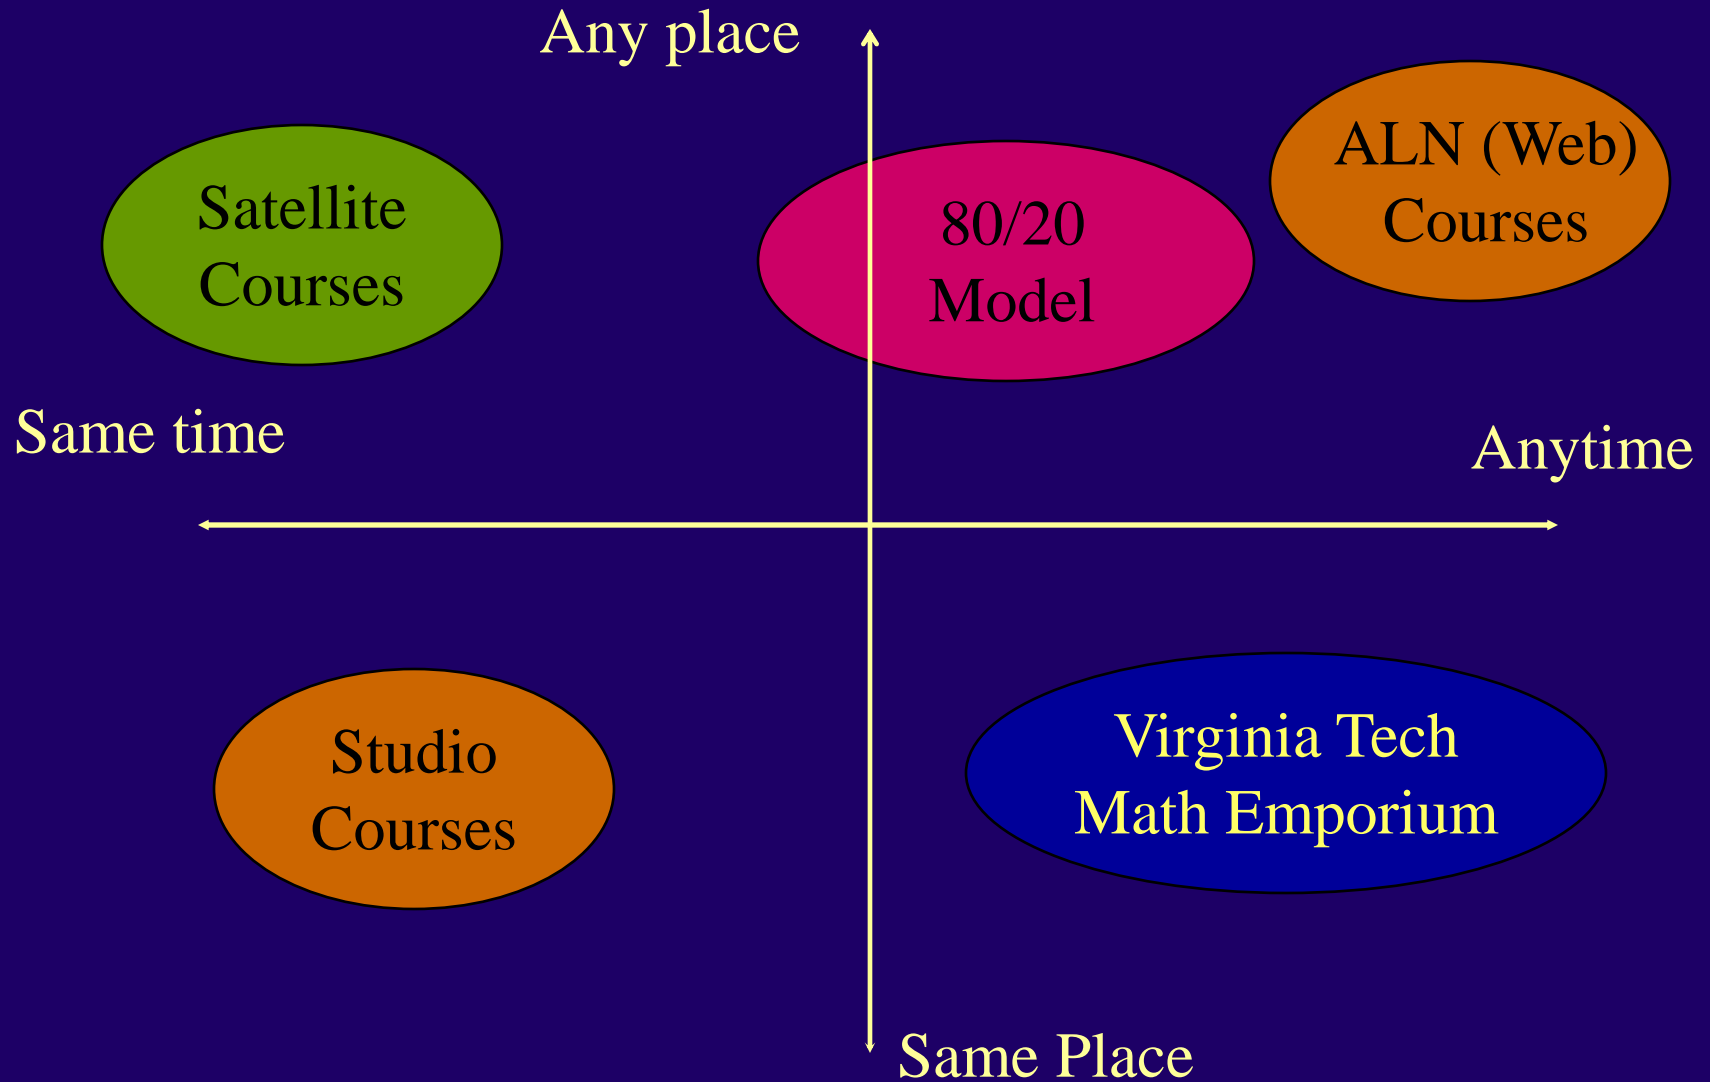 Any place
ALN (Web)
Courses
Satellite
Courses
80/20
Model
Same time
Anytime
Studio
Courses
Virginia Tech
Math Emporium
Same Place